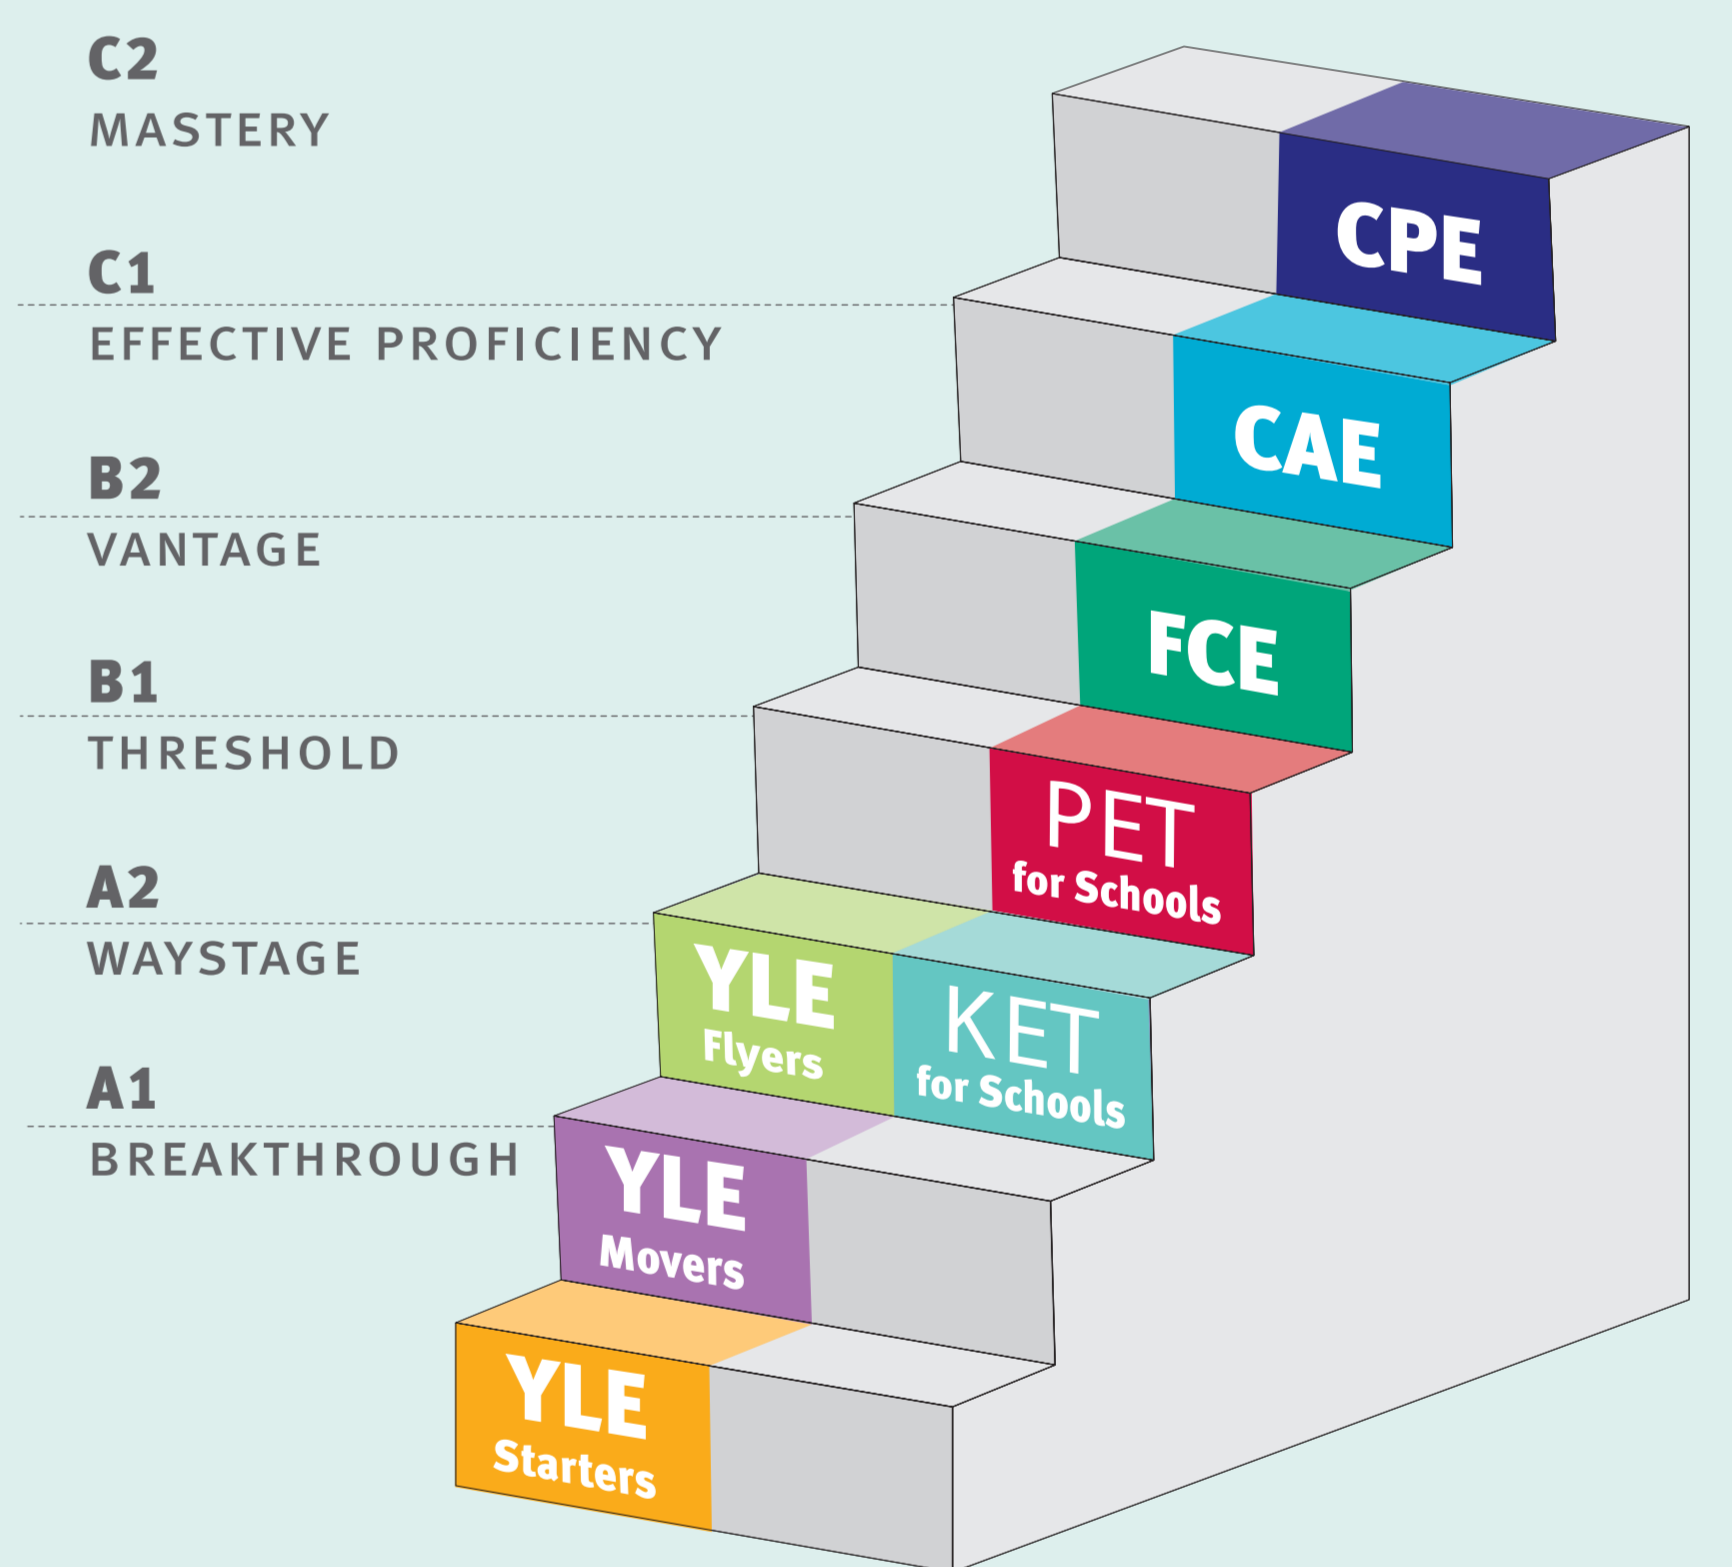 C2
MASTERY
C1
EFFECTIVE PROFICIENCY
B2
VANTAGE
B1
THRESHOLD
A2
WAYSTAGE
A1
BREAKTHROUGH
CPE
CAE
FCE
PET
for Schools
YLE
Flyers
KET
for Schools
YLE
Movers
YLE
Starters